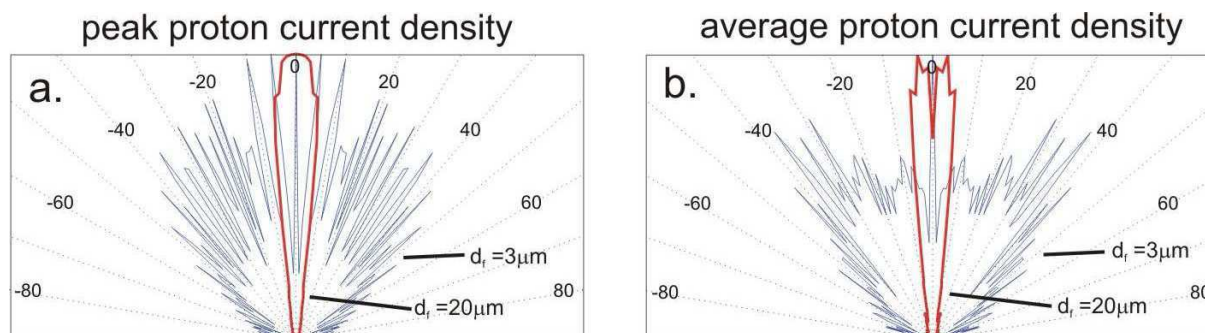 peak proton current density
a.
0
-20
20
-40
40
-60
60
-80
d_f =3μm
d_f =20μm
average proton current density
b.
0
-20
20
-40
40
-60
60
-80
80
d_f =3μm
d_f =20μm